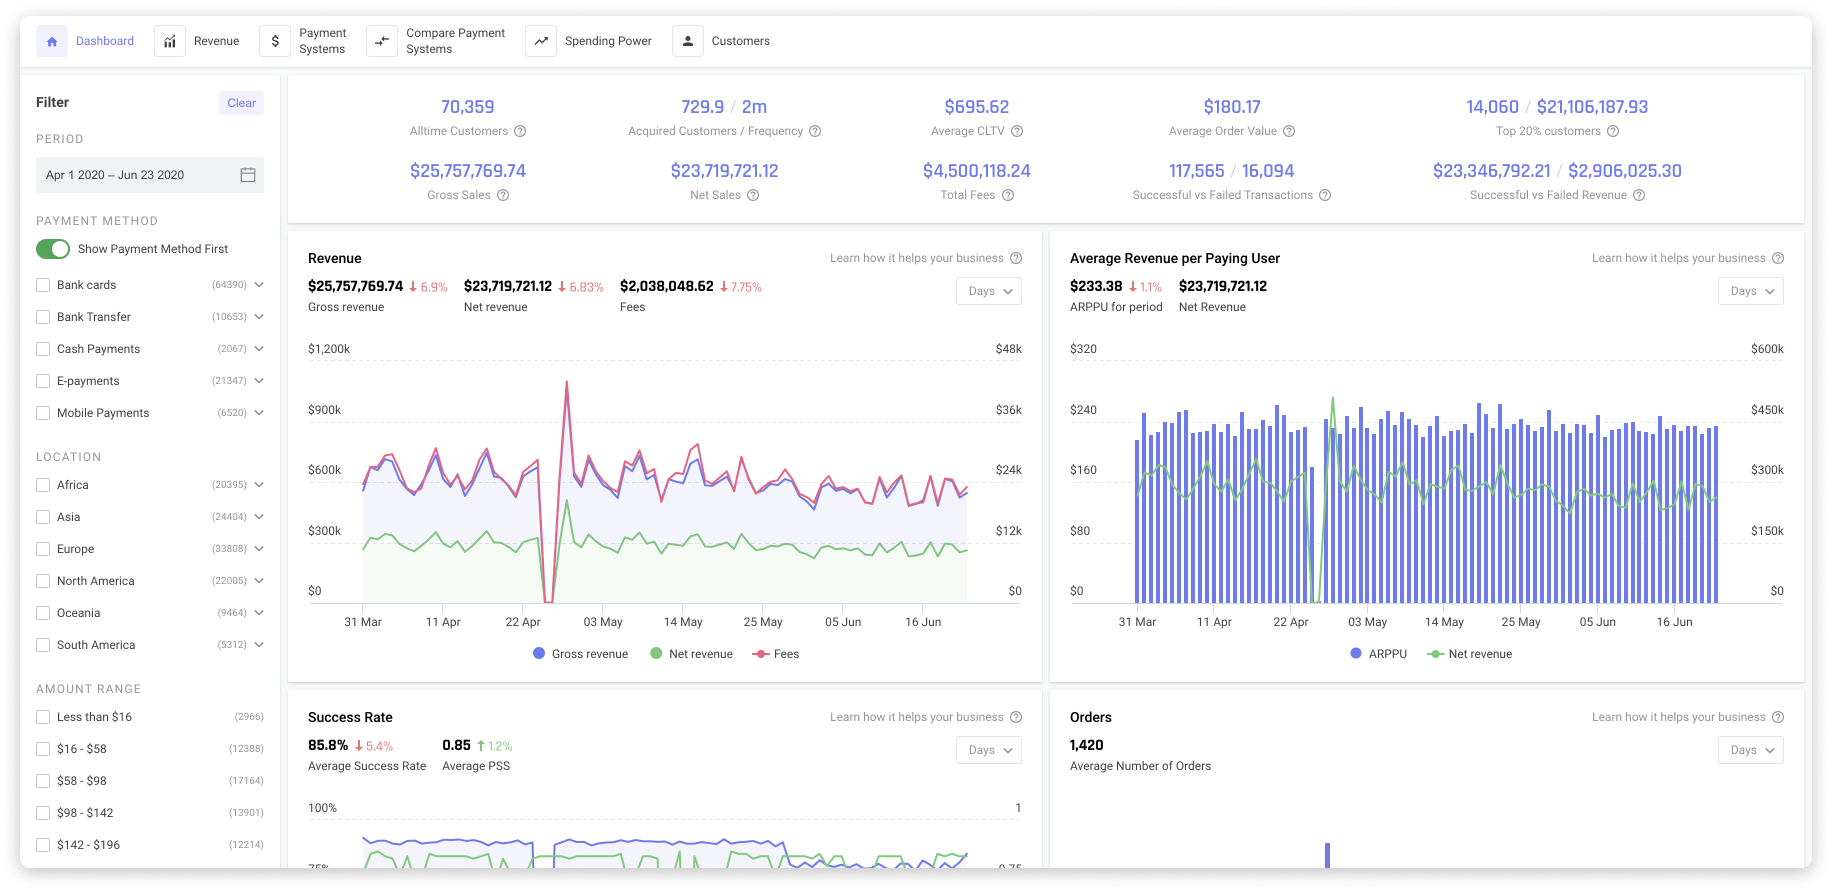 Dashboard
Revenue
Payment
Systems
Compare Payment
Systems
Spending Power
Customers
Filter
Clear
PERIOD
Apr 1 2020 – Jun 23 2020
PAYMENT METHOD
Show Payment Method First
Bank cards (64390)
Bank Transfer (10653)
Cash Payments (2067)
E-payments (21347)
Mobile Payments (6520)
LOCATION
Africa (20395)
Asia (24404)
Europe (33808)
North America (22005)
Oceania (9464)
South America (5312)
AMOUNT RANGE
Less than $16 (2966)
$16 - $58 (12388)
$58 - $98 (17164)
$98 - $142 (13901)
$142 - $196 (12214)
70,359
Alltime Customers
729.9 / 2m
Acquired Customers / Frequency
$695.62
Average CLTV
$180.17
Average Order Value
14,060 / $21,106,187.93
Top 20% customers
$25,757,769.74
Gross Sales
$23,719,721.12
Net Sales
$4,500,118.24
Total Fees
117,565 / 16,094
Successful vs Failed Transactions
$23,346,792.21 / $2,906,025.30
Successful vs Failed Revenue
Revenue
Learn how it helps your business
$25,757,769.74 6.9%
Gross revenue
$23,719,721.12 6.83%
Net revenue
$2,038,048.62 7.75%
Fees
Days
$1,200k $48k
$900k $36k
$600k $24k
$300k $12k
$0 $0
31 Mar 11 Apr 22 Apr 03 May 14 May 25 May 05 Jun 16 Jun
Gross revenue Net revenue Fees
Average Revenue per Paying User
Learn how it helps your business
$233.38 1.1%
ARPPU for period
$23,719,721.12
Net Revenue
Days
$320 $600k
$240 $450k
$160 $300k
$80 $150k
$0 $0
31 Mar 11 Apr 22 Apr 03 May 14 May 25 May 05 Jun 16 Jun
ARPPU Net revenue
Success Rate
Learn how it helps your business
85.8% 5.4%
Average Success Rate
0.85 1.2%
Average PSS
Days
100% 1
75% 0.75
Orders
Learn how it helps your business
1,420
Average Number of Orders
Days